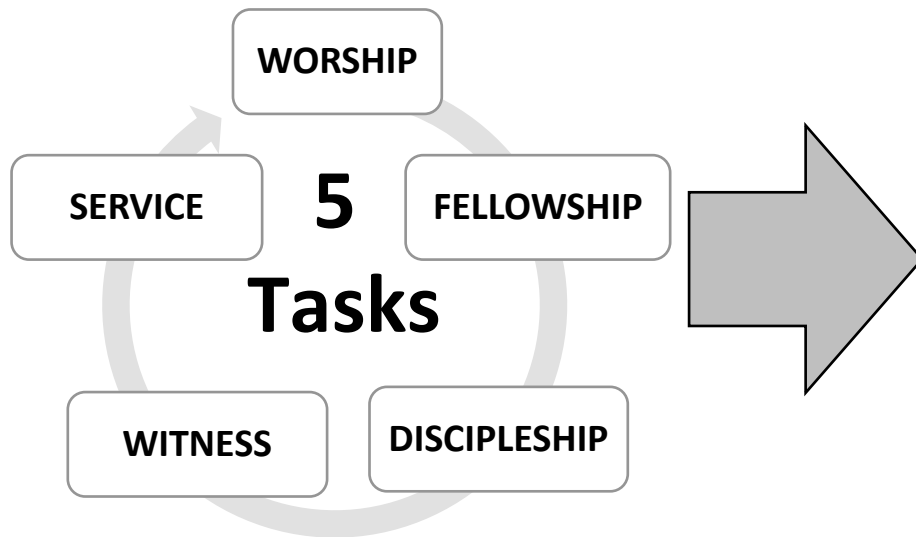 WORSHIP
FELLOWSHIP
DISCIPLESHIP
WITNESS
SERVICE
5
Tasks